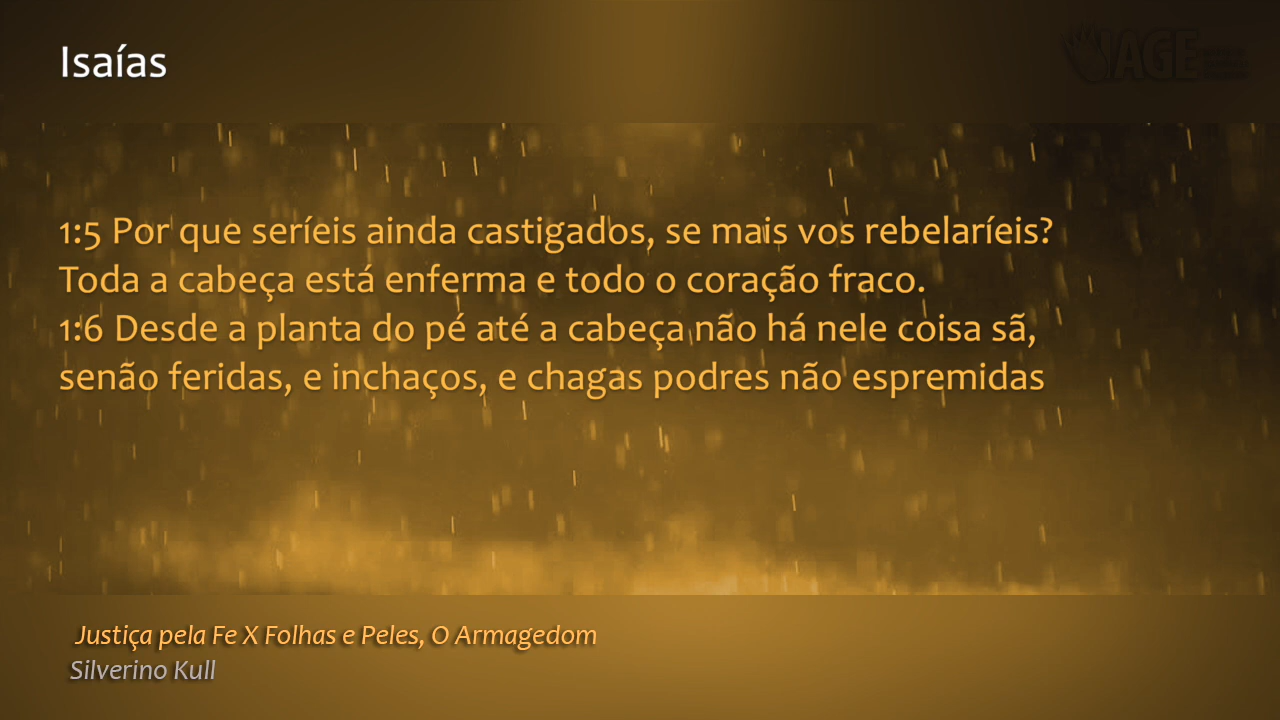 Isaías
IAGE
1:5 Por que seríeis ainda castigados, se mais vos rebelaríeis?
Toda a cabeça está enferma e todo o coração fraco.
1:6 Desde a planta do pé até a cabeça não há nele coisa sã,
senão feridas, e inchaços, e chagas podres não espremidas
Justiça pela Fe X Folhas e Peles, O Armagedom
Silverino Kull